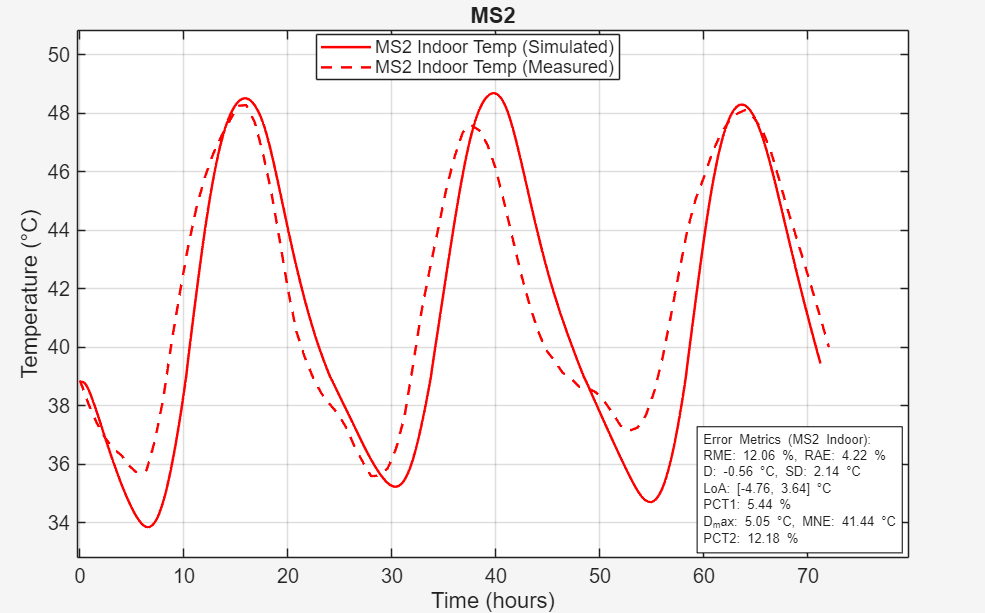 MS2
MS2 Indoor Temp (Simulated)
MS2 Indoor Temp (Measured)
Temperature (°C)
50
48
46
44
42
40
38
36
34
Error Metrics (MS2 Indoor):
RME: 12.06 %, RAE: 4.22 %
D: -0.56 °C, SD: 2.14 °C
LoA: [-4.76, 3.64] °C
PCT1: 5.44 %
Dₘax: 5.05 °C, MNE: 41.44 °C
PCT2: 12.18 %
0 10 20 30 40 50 60 70
Time (hours)